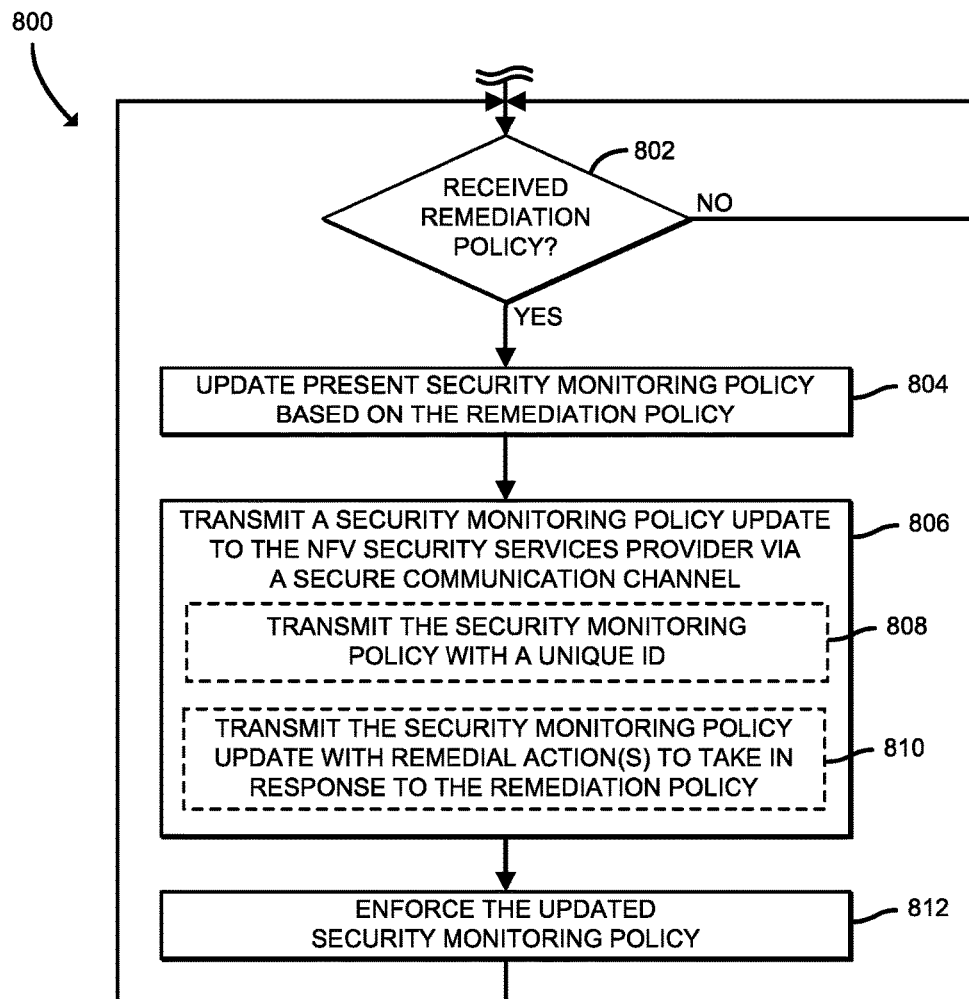 800
802
RECEIVED
REMEDIATION
POLICY?
NO
YES
UPDATE PRESENT SECURITY MONITORING POLICY
BASED ON THE REMEDIATION POLICY
804
TRANSMIT A SECURITY MONITORING POLICY UPDATE
TO THE NFV SECURITY SERVICES PROVIDER VIA
A SECURE COMMUNICATION CHANNEL
806
TRANSMIT THE SECURITY MONITORING
POLICY WITH A UNIQUE ID
808
TRANSMIT THE SECURITY MONITORING POLICY
UPDATE WITH REMEDIAL ACTION(S) TO TAKE IN
RESPONSE TO THE REMEDIATION POLICY
810
ENFORCE THE UPDATED
SECURITY MONITORING POLICY
812